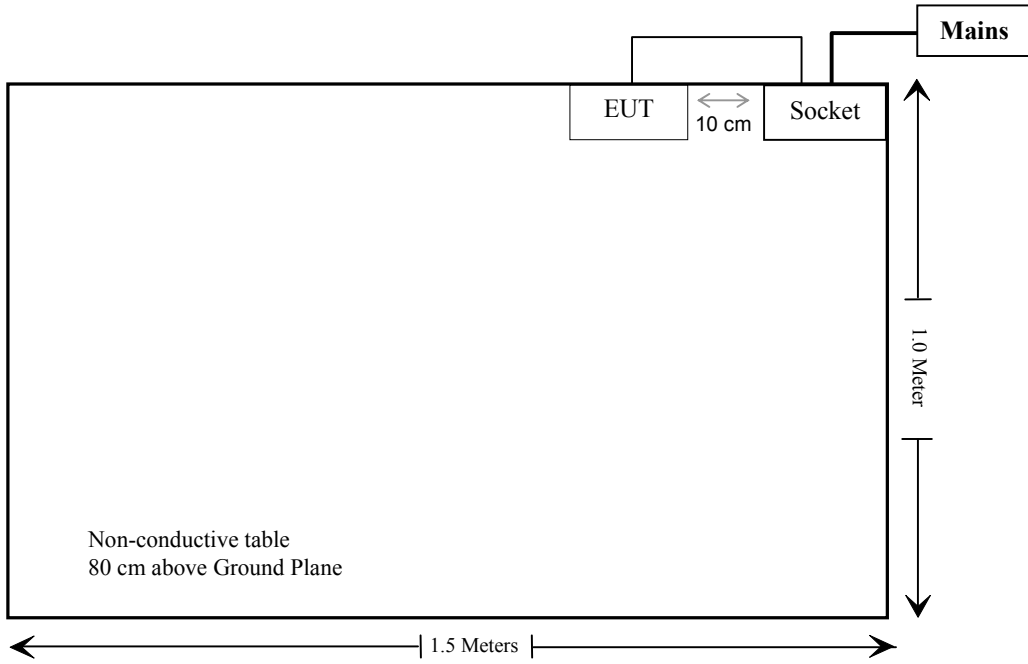 Mains
EUT
Socket
10 cm
1.0 Meter
Non-conductive table
80 cm above Ground Plane
1.5 Meters